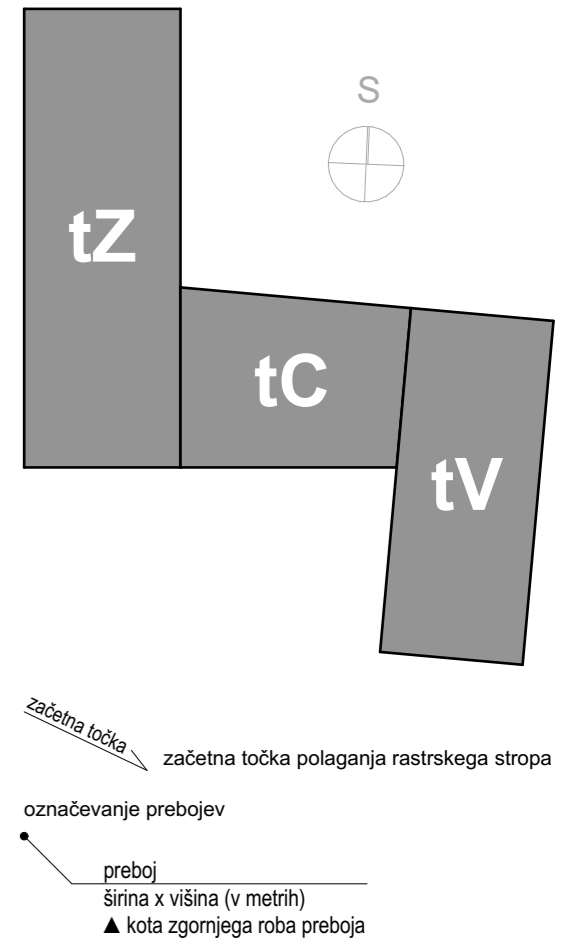 S
tZ
tC
tV
začetna točka
začetna točka polaganja rastrskega stropa
označevanje prebojev
preboj
širina x višina (v metrih)
▲ kota zgornjega roba preboja